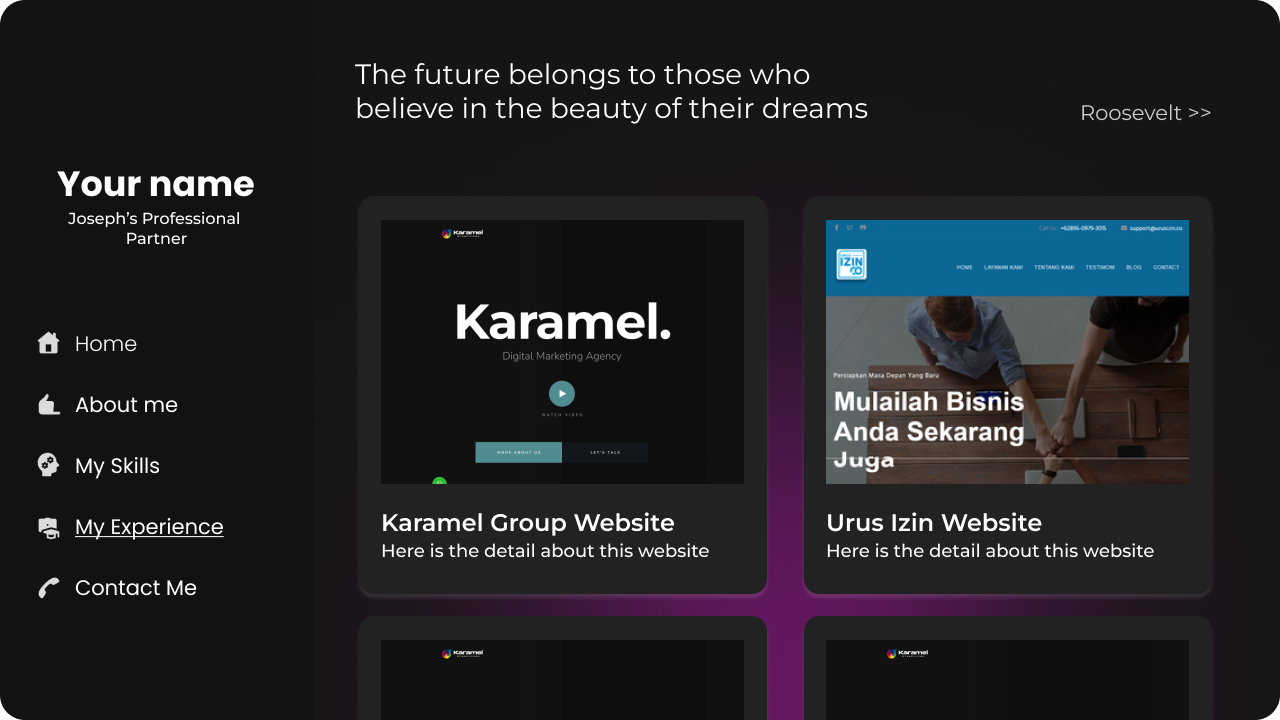 The future belongs to those who
believe in the beauty of their dreams
Roosevelt >>
Your name
Joseph’s Professional
Partner
Home
About me
My Skills
My Experience
Contact Me
Karamel
Karamel.
Digital Marketing Agency
WATCH VIDEO
MORE ABOUT US
LET'S TALK
Karamel Group Website
Here is the detail about this website
Call Us : +62895-0979-3015
support@urusizin.co
URUS
IZIN
CO
HOME
LAYANAN KAMI
TENTANG KAMI
TESTIMONI
BLOG
CONTACT
Persiapkan Masa Depan Yang Baru
Mulailah Bisnis
Anda Sekarang
Juga
Urus Izin Website
Here is the detail about this website
Karamel
Karamel